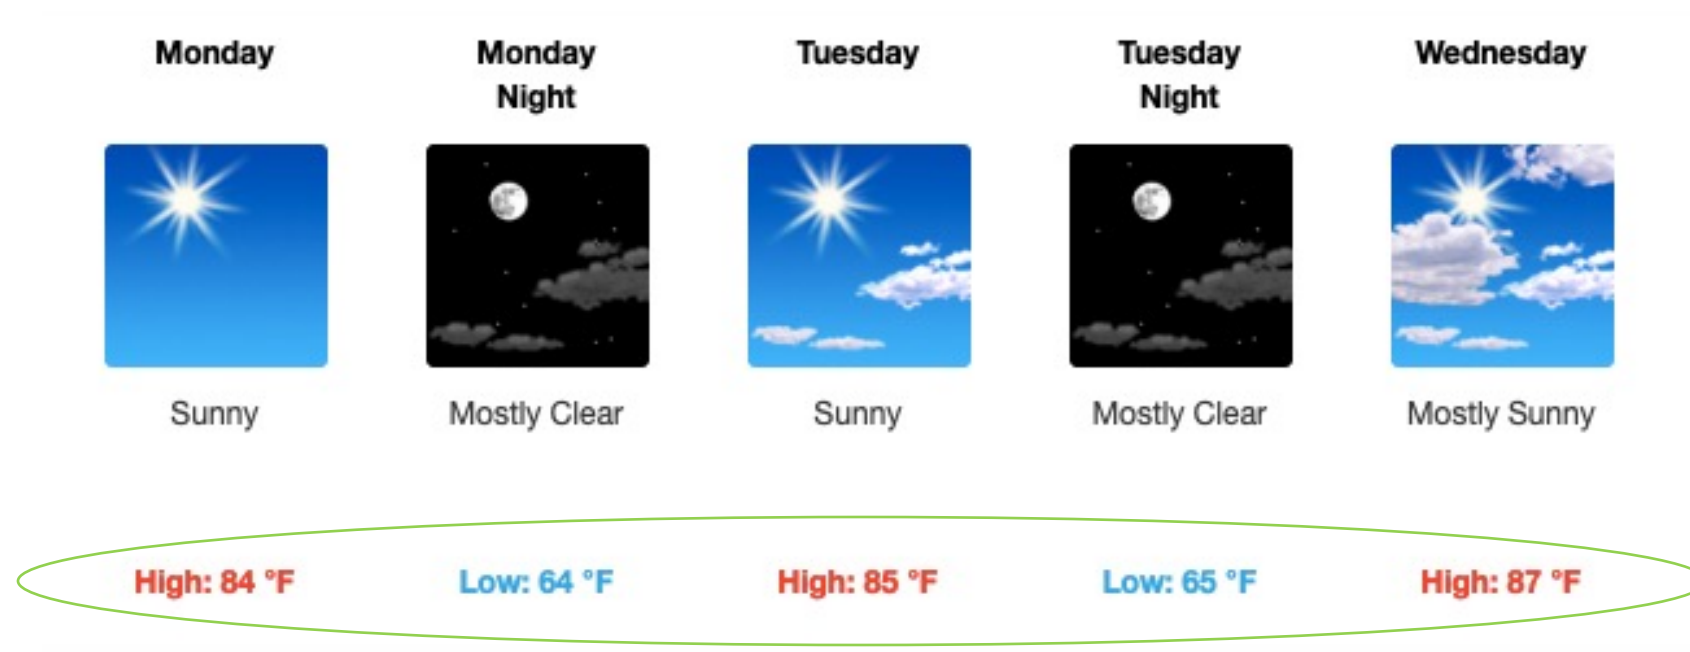 Monday
Monday
Night
Tuesday
Tuesday
Night
Wednesday
Sunny
Mostly Clear
Sunny
Mostly Clear
Mostly Sunny
High: 84 °F
Low: 64 °F
High: 85 °F
Low: 65 °F
High: 87 °F